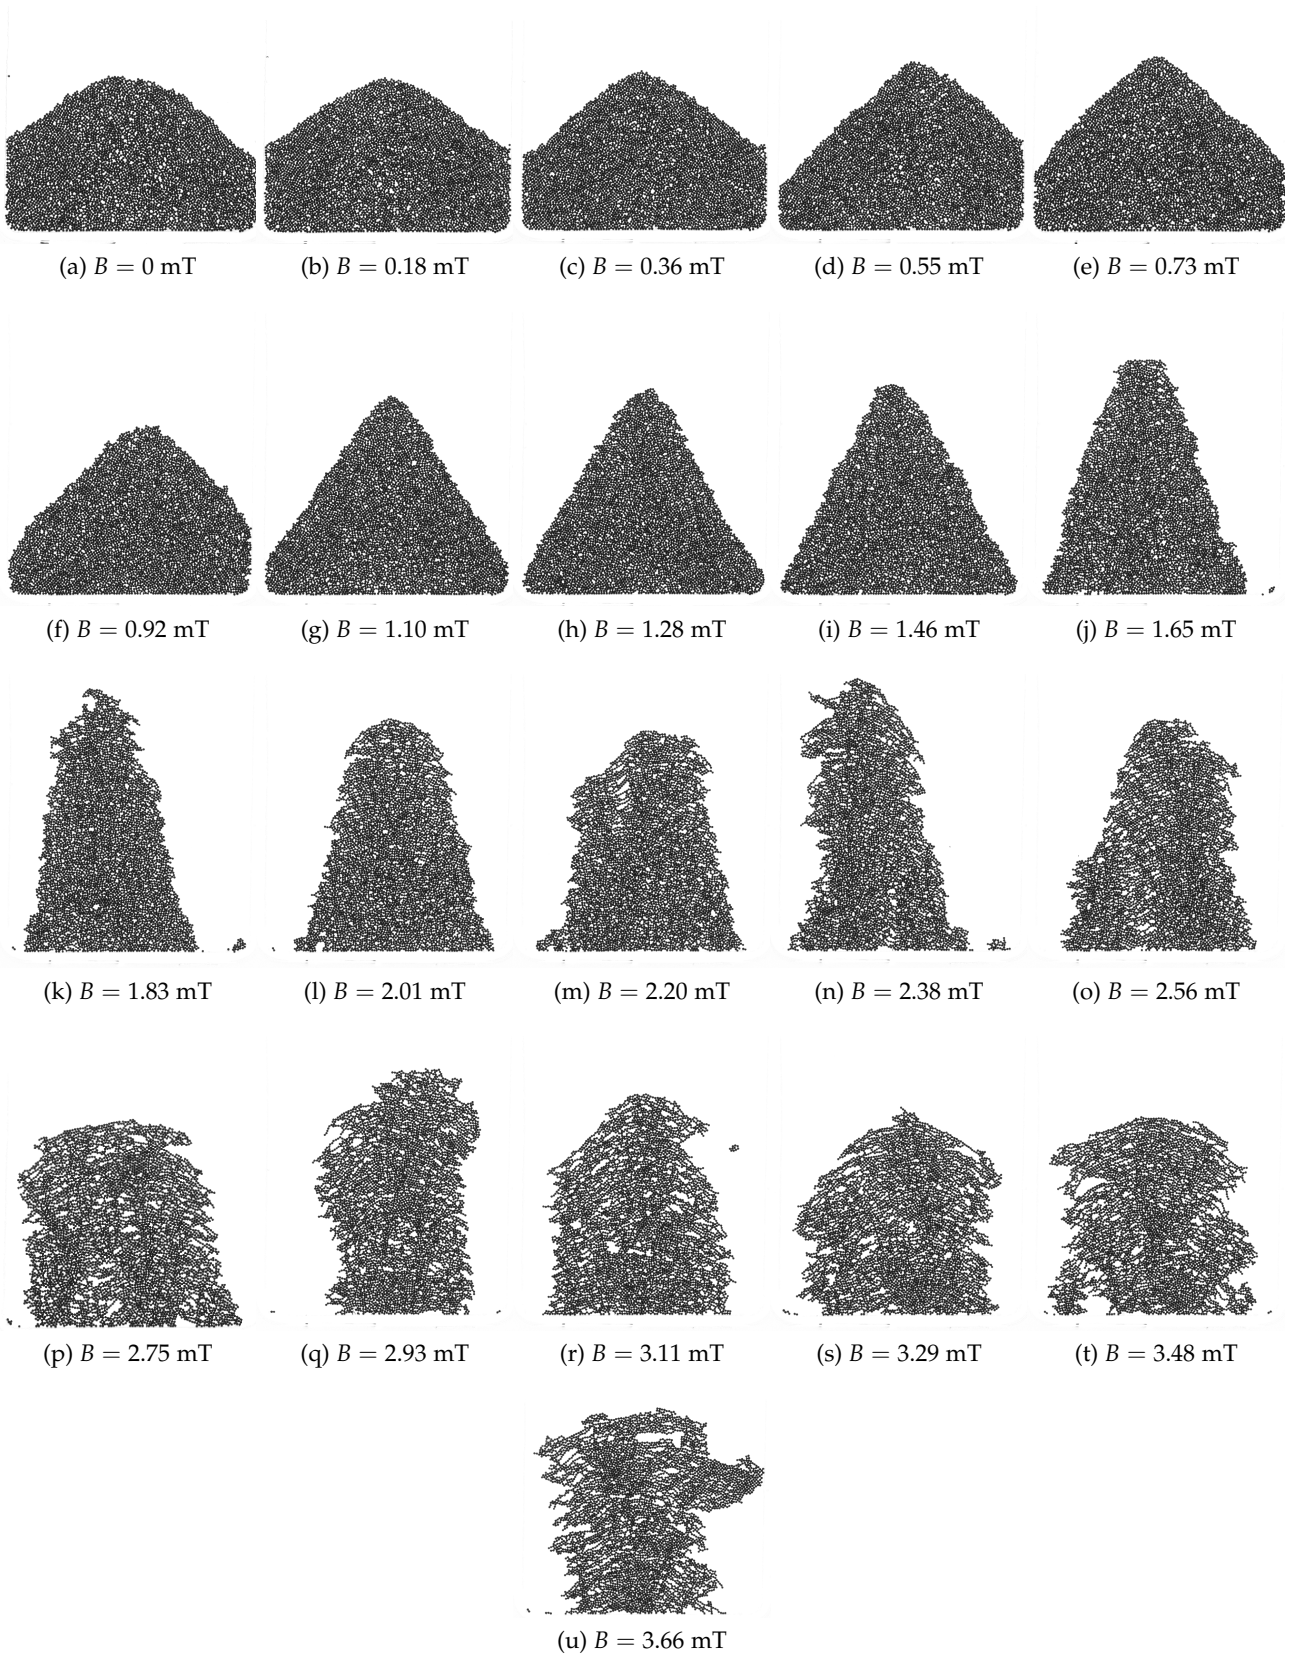 (a) B = 0 mT
(b) B = 0.18 mT
(c) B = 0.36 mT
(d) B = 0.55 mT
(e) B = 0.73 mT
(f) B = 0.92 mT
(g) B = 1.10 mT
(h) B = 1.28 mT
(i) B = 1.46 mT
(j) B = 1.65 mT
(k) B = 1.83 mT
(l) B = 2.01 mT
(m) B = 2.20 mT
(n) B = 2.38 mT
(o) B = 2.56 mT
(p) B = 2.75 mT
(q) B = 2.93 mT
(r) B = 3.11 mT
(s) B = 3.29 mT
(t) B = 3.48 mT
(u) B = 3.66 mT